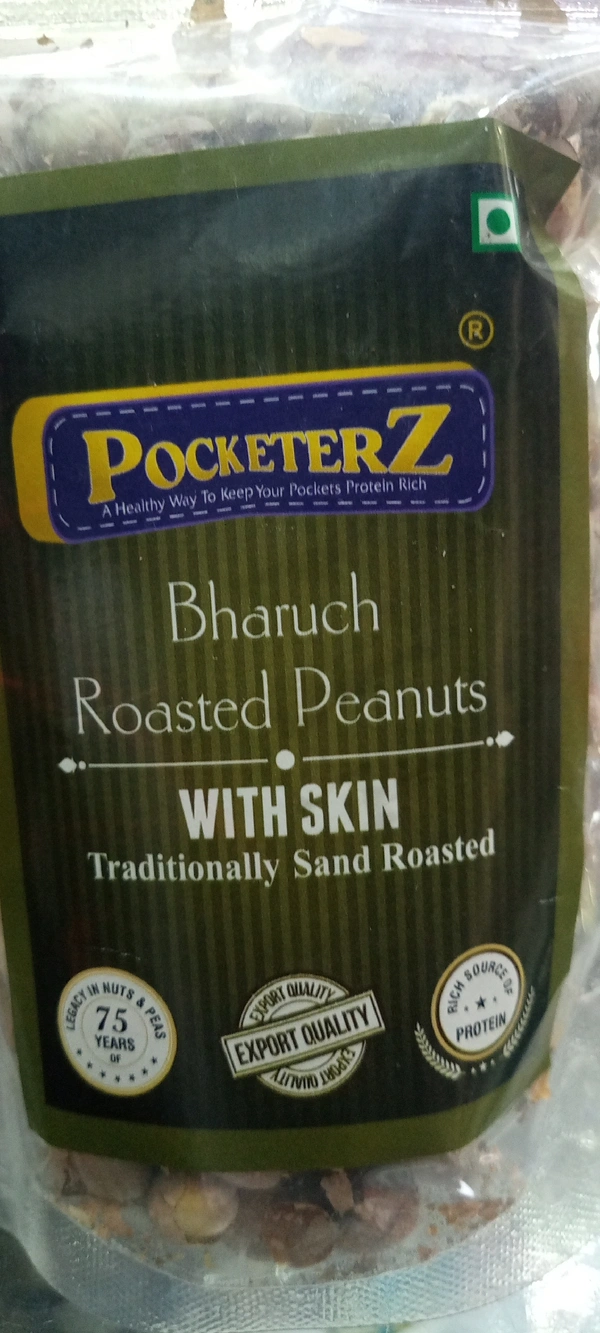 ®
POCKETERZ
A Healthy Way To Keep Your Pockets Protein Rich
Bharuch
Roasted Peanuts
WITH SKIN
Traditionally Sand Roasted
LEGACY IN NUTS & PEAS
75
YEARS
OF
EXPORT QUALITY
EXPORT QUALITY
EXPORT QUALITY
RICH SOURCE OF
PROTEIN